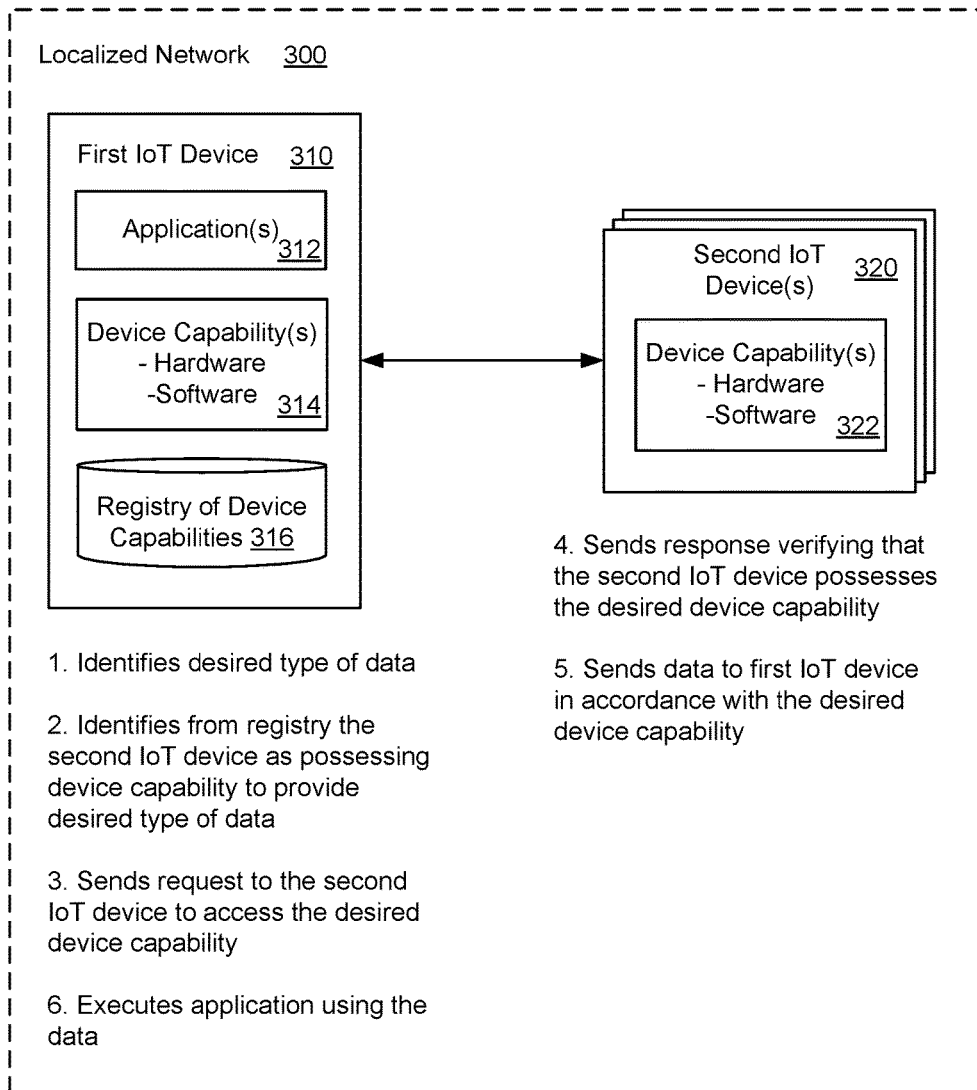 Localized Network 300
First IoT Device 310
Application(s)
312
Device Capability(s)
- Hardware
-Software
314
Registry of Device
Capabilities 316
Second IoT
Device(s)
320
Device Capability(s)
- Hardware
-Software
322
1. Identifies desired type of data
2. Identifies from registry the
second IoT device as possessing
device capability to provide
desired type of data
3. Sends request to the second
IoT device to access the desired
device capability
6. Executes application using the
data
4. Sends response verifying that
the second IoT device possesses
the desired device capability
5. Sends data to first IoT device
in accordance with the desired
device capability